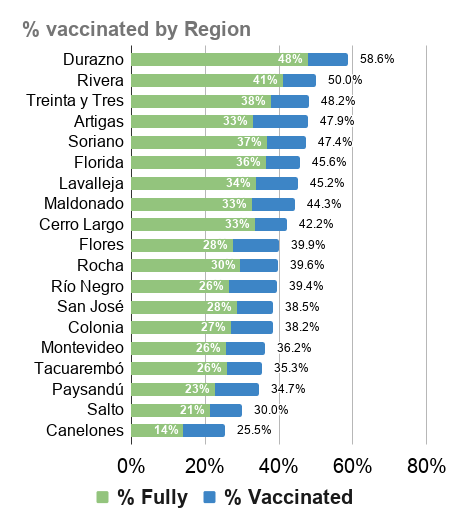 % vaccinated by Region
Durazno 48% 58.6%
Rivera 41% 50.0%
Treinta y Tres 38% 48.2%
Artigas 33% 47.9%
Soriano 37% 47.4%
Florida 36% 45.6%
Lavalleja 34% 45.2%
Maldonado 33% 44.3%
Cerro Largo 33% 42.2%
Flores 28% 39.9%
Rocha 30% 39.6%
Río Negro 26% 39.4%
San José 28% 38.5%
Colonia 27% 38.2%
Montevideo 26% 36.2%
Tacuarembó 26% 35.3%
Paysandú 23% 34.7%
Salto 21% 30.0%
Canelones 14% 25.5%
0% 20% 40% 60% 80%
% Fully % Vaccinated